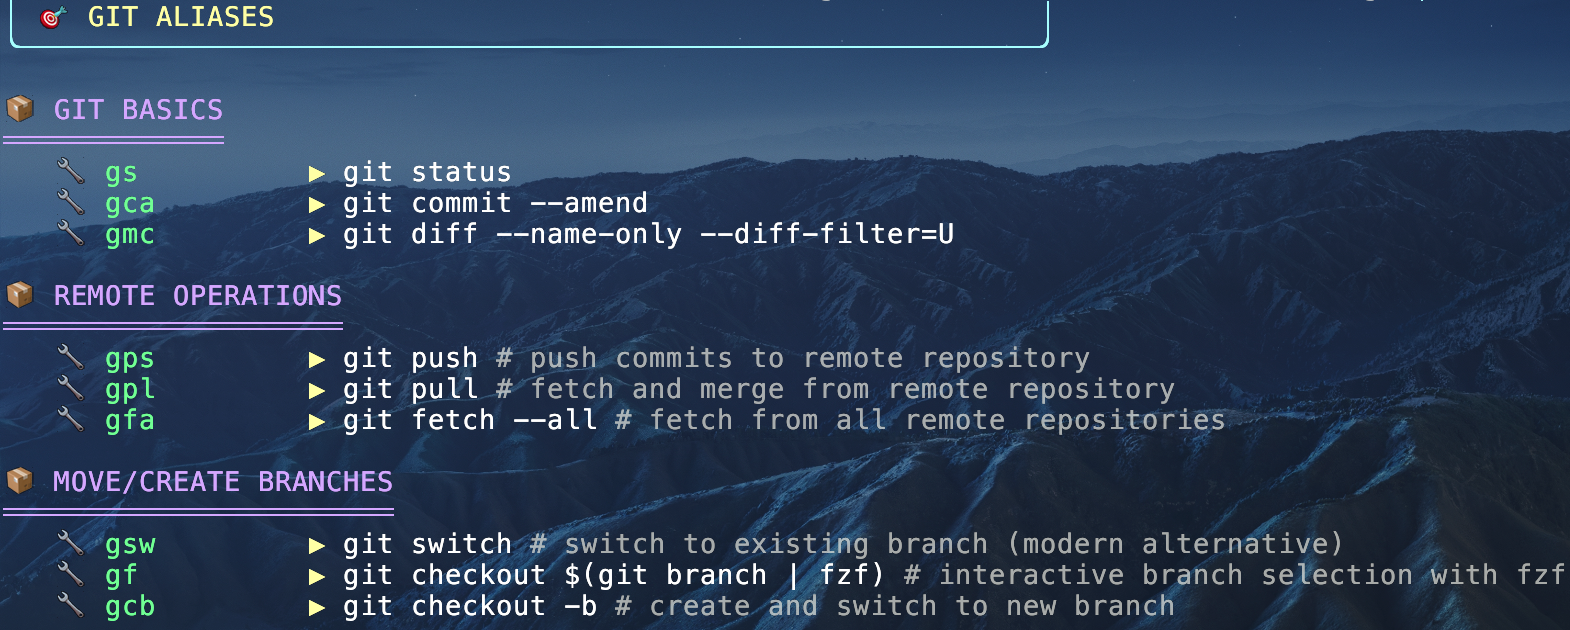 GIT ALIASES
GIT BASICS
gs ▶ git status
gca ▶ git commit --amend
gmc ▶ git diff --name-only --diff-filter=U
REMOTE OPERATIONS
gps ▶ git push # push commits to remote repository
gpl ▶ git pull # fetch and merge from remote repository
gfa ▶ git fetch --all # fetch from all remote repositories
MOVE/CREATE BRANCHES
gsw ▶ git switch # switch to existing branch (modern alternative)
gf ▶ git checkout $(git branch | fzf) # interactive branch selection with fzf
gcb ▶ git checkout -b # create and switch to new branch